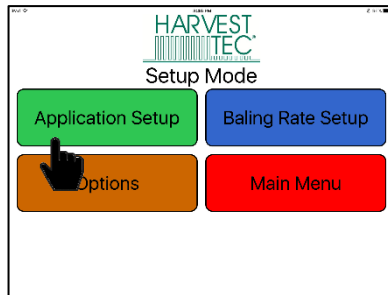 HARVEST
TEC
Setup Mode
Application Setup
Baling Rate Setup
Options
Main Menu